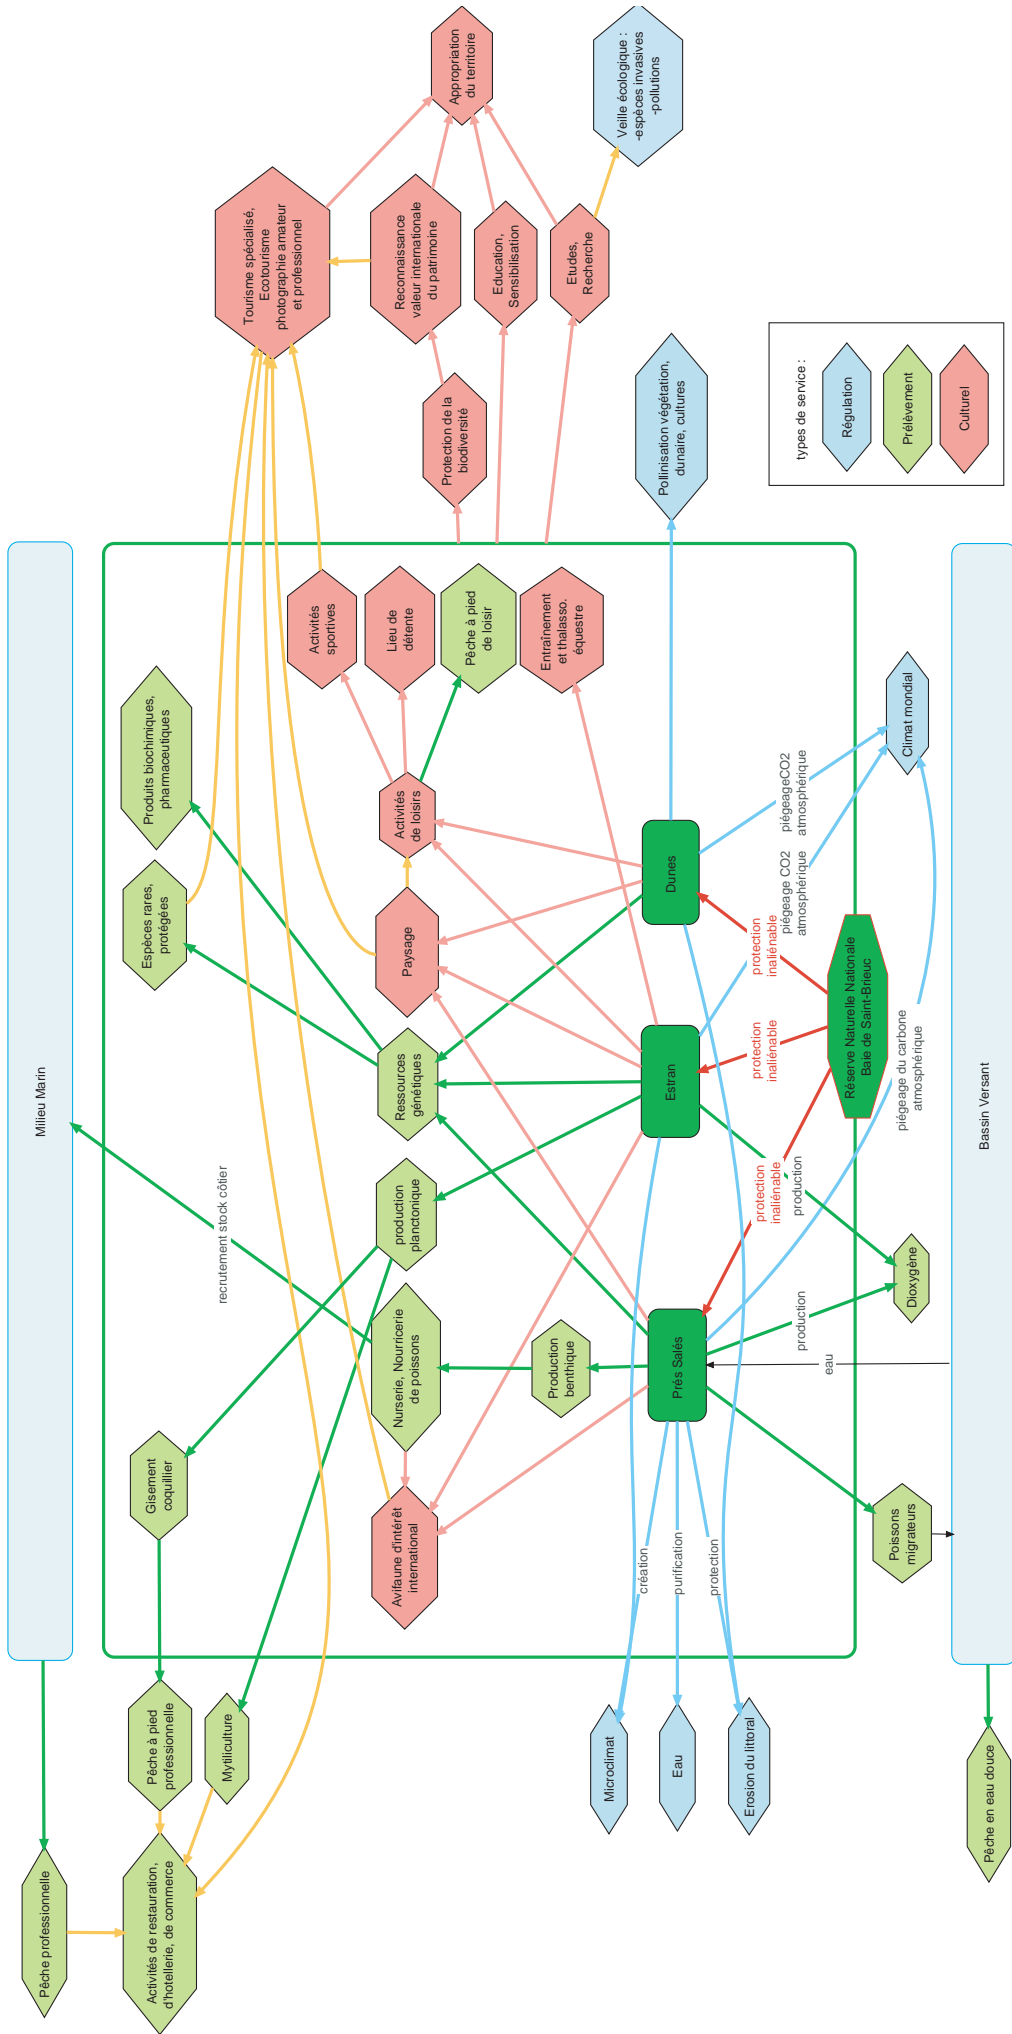 Milieu Marin
Pêche professionnelle
Activités de restauration,
d'hotellerie, de commerce
Pêche à pied
professionnelle
Mytiliculture
Gisement
coquillier
recrutement stock côtier
Espèces rares,
protégées
Produits biochimiques,
pharmaceutiques
Tourisme spécialisé,
Ecotourisme
photographie amateur
et professionnel
Avifaune d'intérêt
international
Nurserie, Nourricerie
de poissons
production
planctonique
Ressources
génétiques
Paysage
Activités
de loisirs
Activités
sportives
Lieu de
détente
Pêche à pied
de loisir
Entraînement
et thalasso.
équestre
Protection de la
biodiversité
Reconnaissance
valeur internationale
du patrimoine
Education,
Sensibilisation
Etudes,
Recherche
Appropriation
du territoire
Veille écologique :
-espèces invasives
-pollutions
Production
benthique
Microclimat
Eau
Erosion du littoral
création
purification
protection
Prés Salés
Estran
Dunes
Pollinisation végétation,
dunaire, cultures
protection
inaliénable
protection
inaliénable
protection
inaliénable
production
production
eau
piégeage CO2
atmosphérique
piégeageCO2
atmosphérique
piégeage du carbone
atmosphérique
Réserve Naturelle Nationale
Baie de Saint-Brieuc
Poissons
migrateurs
Dioxygène
Climat mondial
Bassin Versant
Pêche en eau douce
types de service :
Régulation
Prélèvement
Culturel